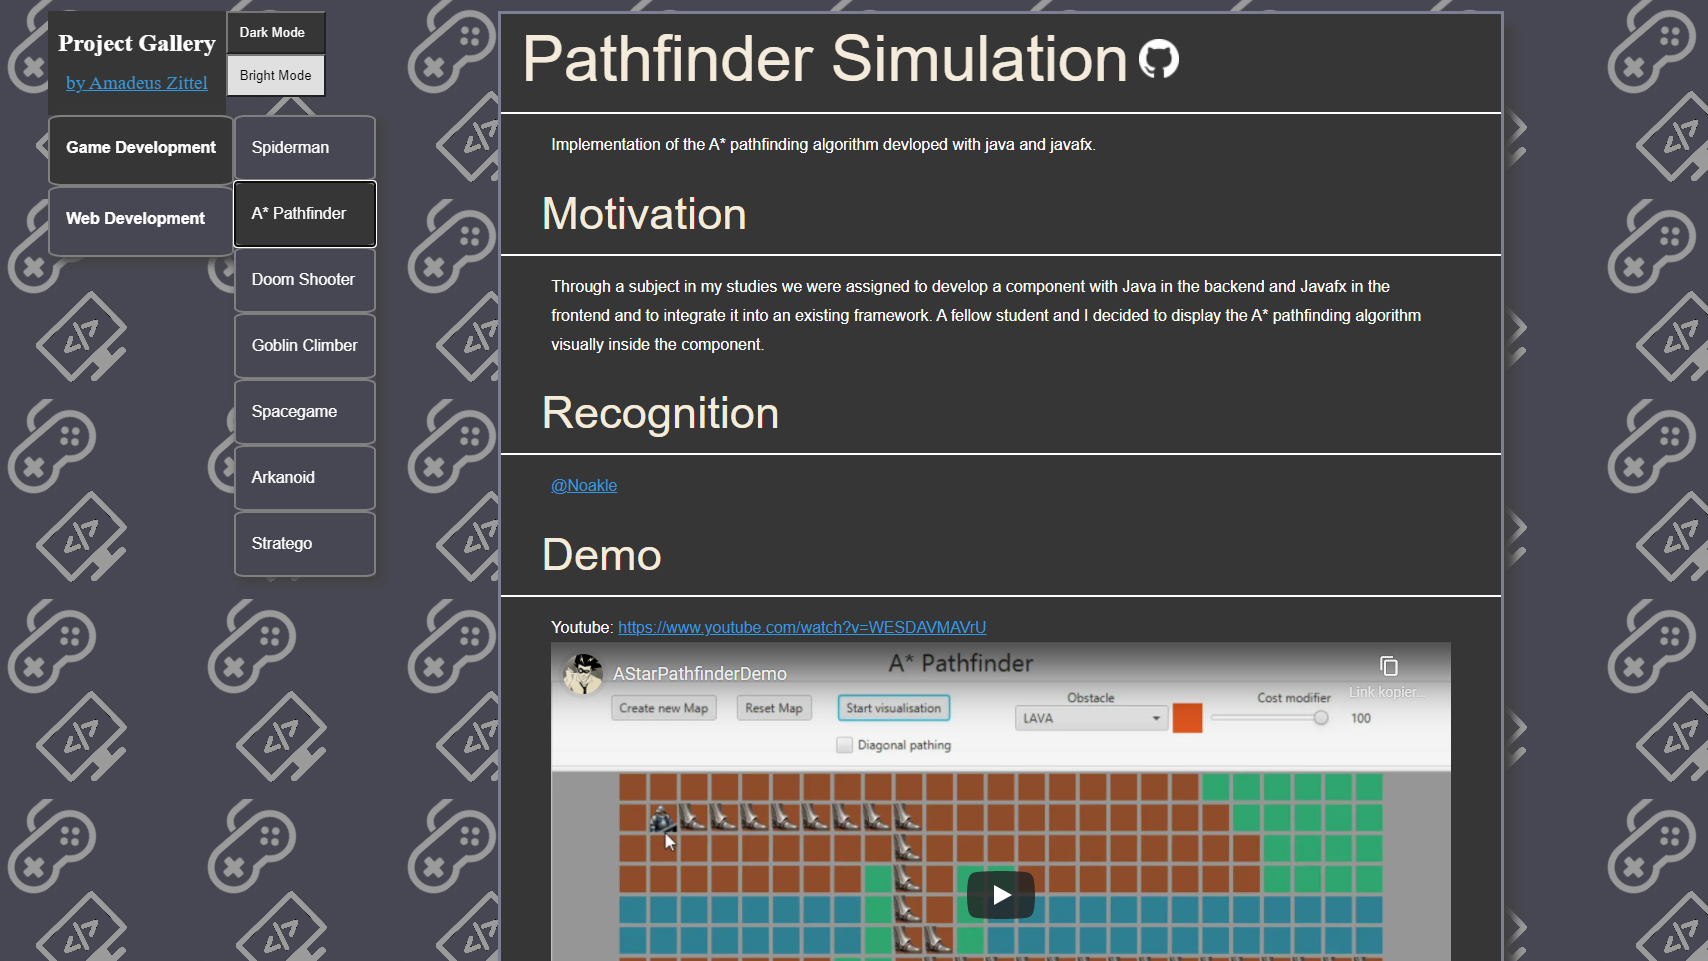 Project Gallery
by Amadeus Zittel
Dark Mode
Bright Mode
Game Development
Web Development
Spiderman
A* Pathfinder
Doom Shooter
Goblin Climber
Spacegame
Arkanoid
Stratego
Pathfinder Simulation
Implementation of the A* pathfinding algorithm devloped with java and javafx.
Motivation
Through a subject in my studies we were assigned to develop a component with Java in the backend and Javafx in the
frontend and to integrate it into an existing framework. A fellow student and I decided to display the A* pathfinding algorithm
visually inside the component.
Recognition
@Noakle
Demo
Youtube: https://www.youtube.com/watch?v=WESDAVMAVrU
AStarPathfinderDemo
A* Pathfinder
Link kopier...
Create new Map
Reset Map
Start visualisation
Diagonal pathing
Obstacle
LAVA
Cost modifier
100